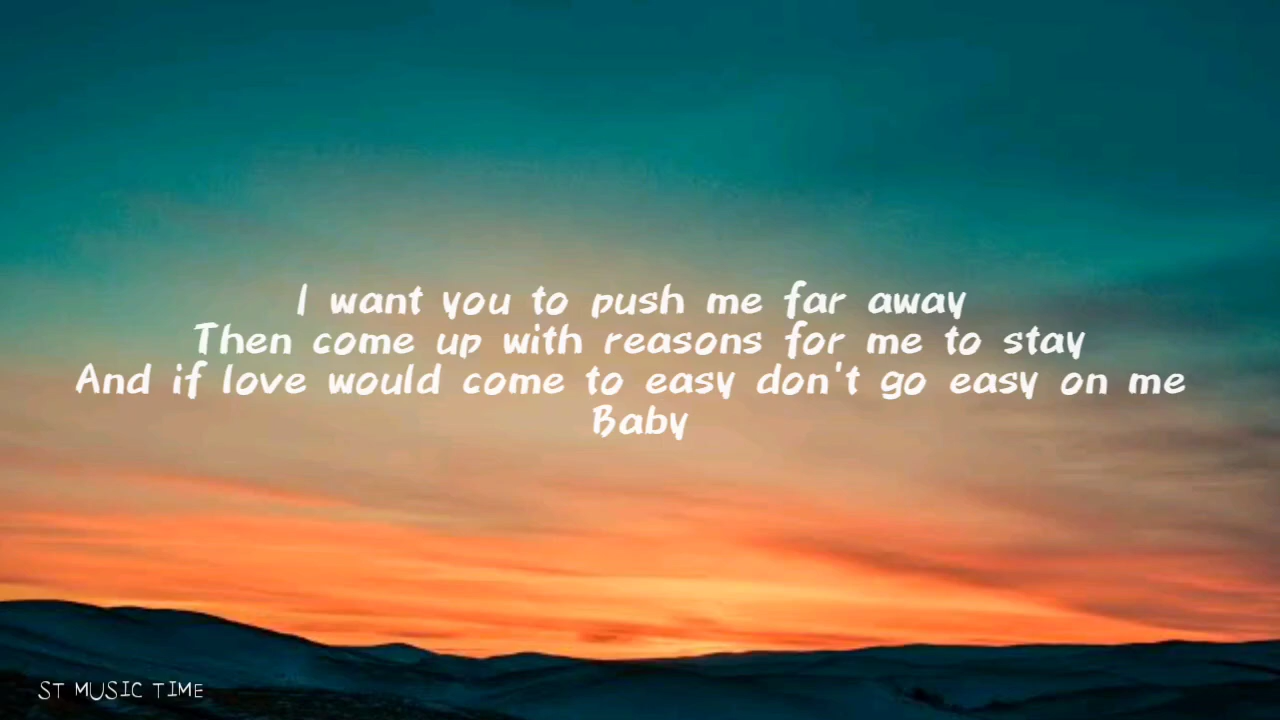 I want you to push me far away
Then come up with reasons for me to stay
And if love would come to easy don't go easy on me
Baby
ST MUSIC TIME